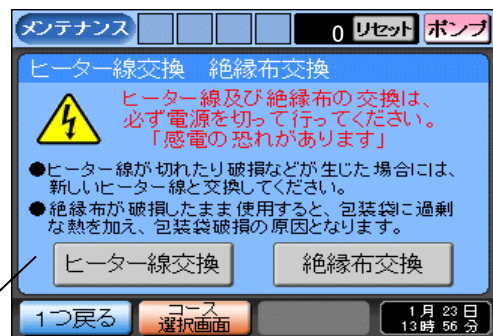 メンテナンス 0 リセット ポンプ
ヒーター線交換 絶縁布交換
ヒーター線及び絶縁布の交換は、
必ず電源を切って行ってください。
「感電の恐れがあります」
●ヒーター線が切れたり破損などが生じた場合には、
新しいヒーター線と交換してください。
●絶縁布が破損したまま使用すると、包装袋に過剰
な熱を加え、包装袋破損の原因となります。
ヒーター線交換 絶縁布交換
1つ戻る コース 1月23日
選択画面 13時56分